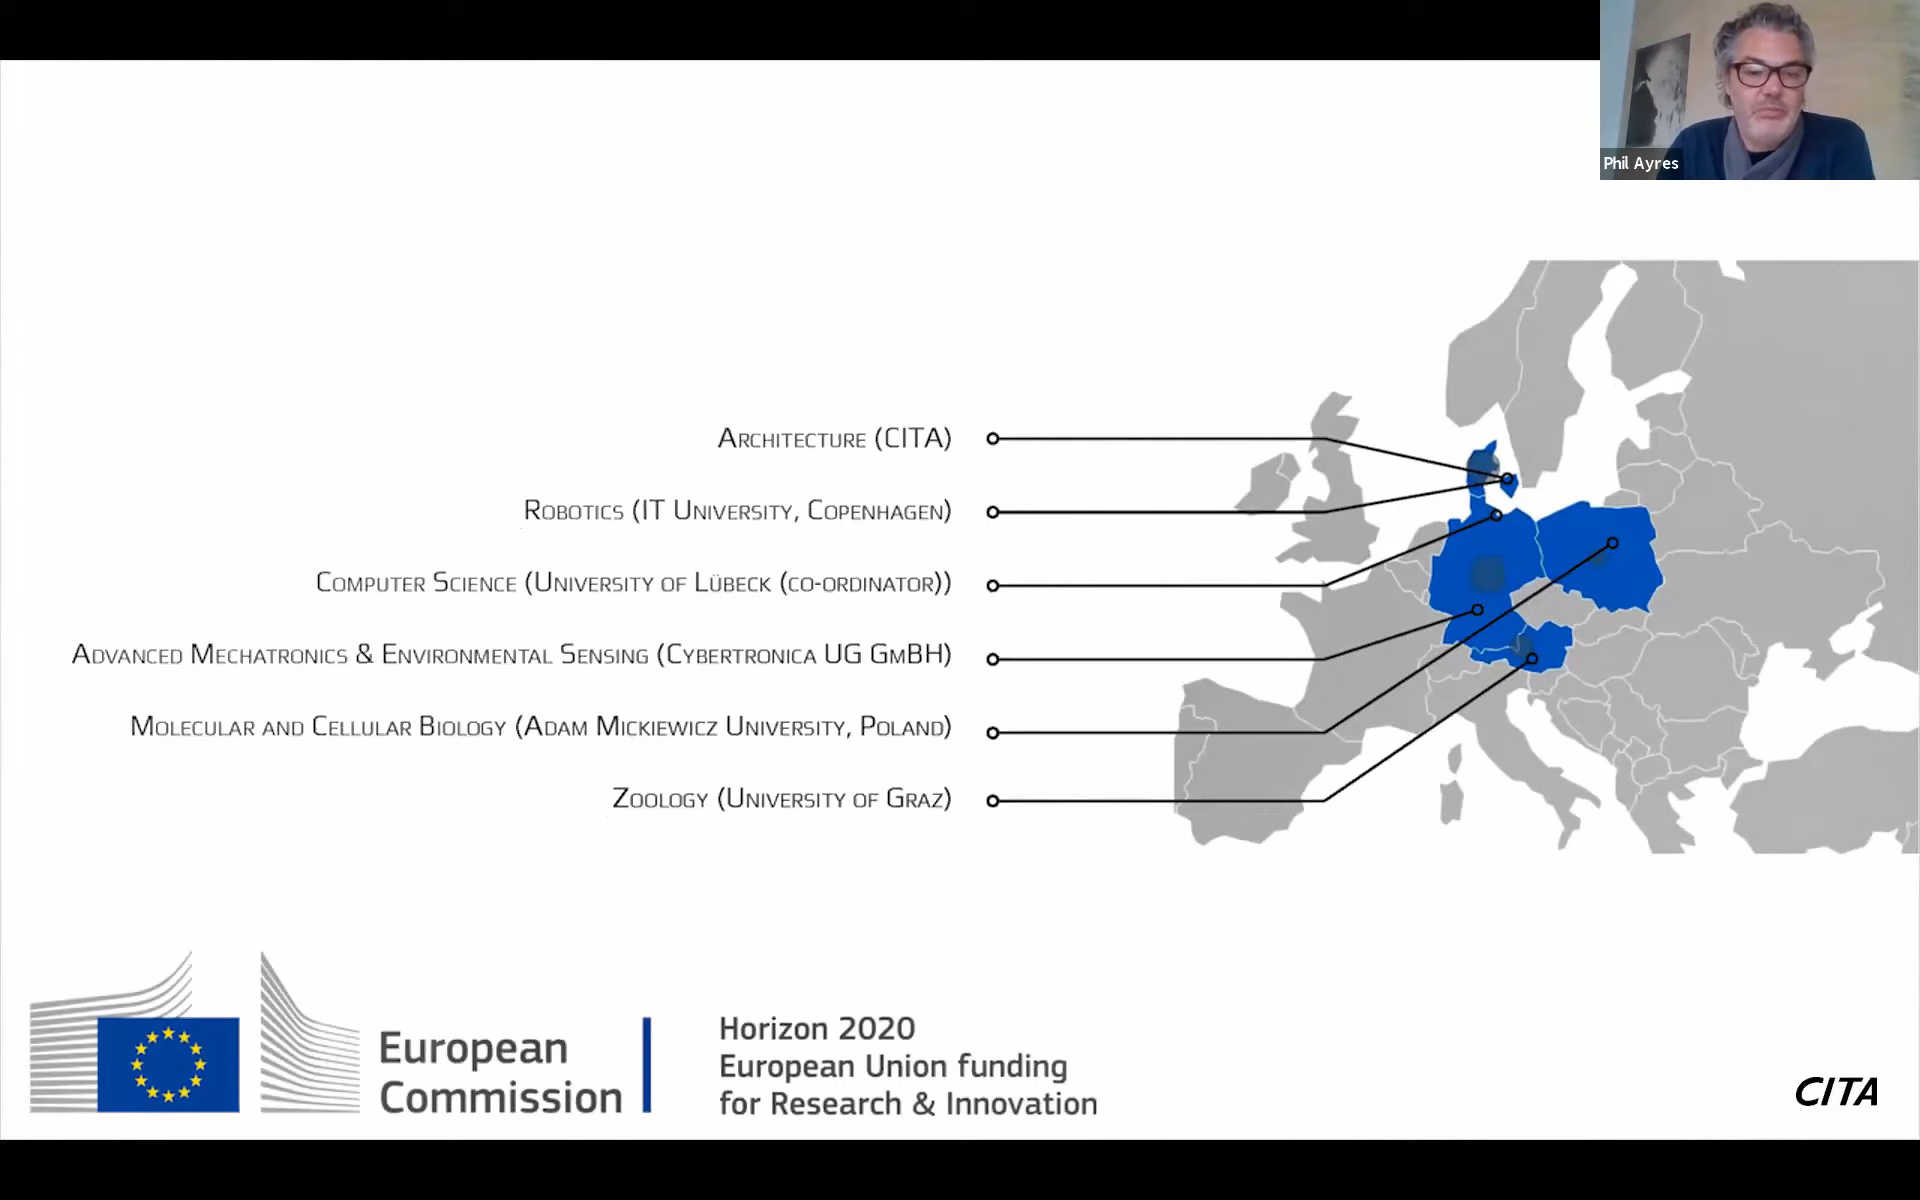 Phil Ayres
Architecture (CITA)
Robotics (IT University, Copenhagen)
Computer Science (University of Lübeck (co-ordinator))
Advanced Mechatronics & Environmental Sensing (Cybertronica UG GmBH)
Molecular and Cellular Biology (Adam Mickiewicz University, Poland)
Zoology (University of Graz)
European
Commission
Horizon 2020
European Union funding
for Research & Innovation
CITA